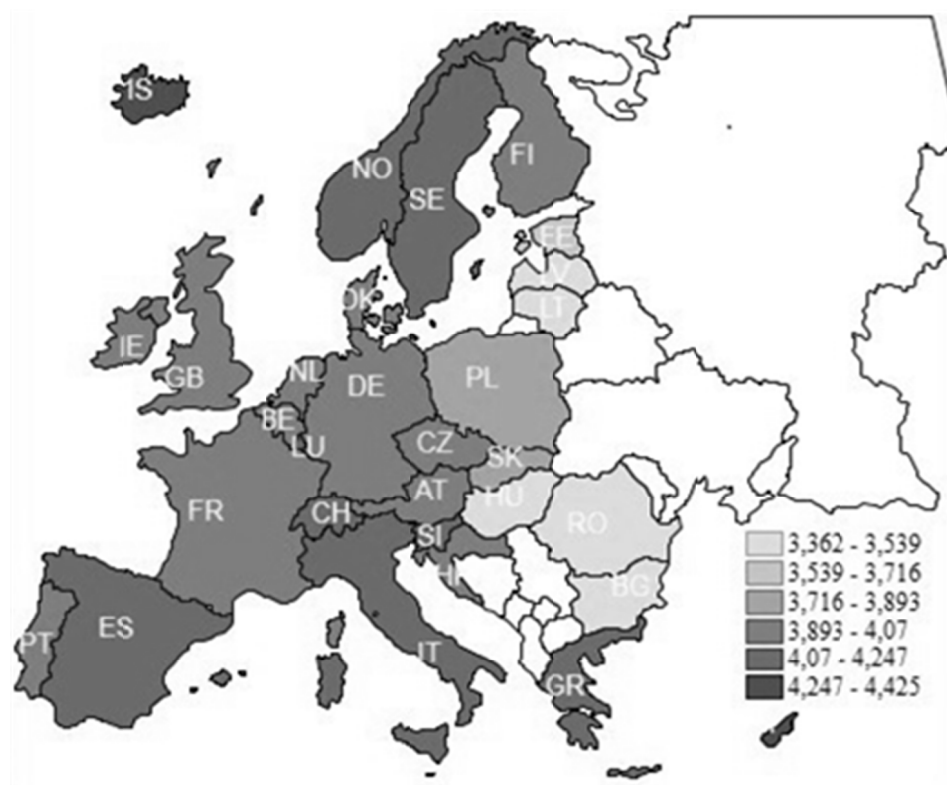 IS
NO
FI
SE
EE
LV
LT
DK
IE
GB
NL
DE
PL
BE
LU
CZ
SK
FR
CH
AT
HU
SI
RO
HR
BG
PT
ES
IT
GR
3,362 - 3,539
3,539 - 3,716
3,716 - 3,893
3,893 - 4,07
4,07 - 4,247
4,247 - 4,425